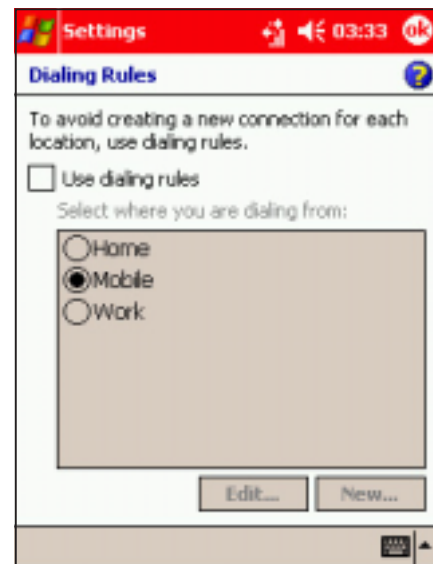 Settings 03:33 ok
Dialing Rules ?
To avoid creating a new connection for each
location, use dialing rules.
Use dialing rules
Select where you are dialing from:
Home
Mobile
Work
Edit... New...